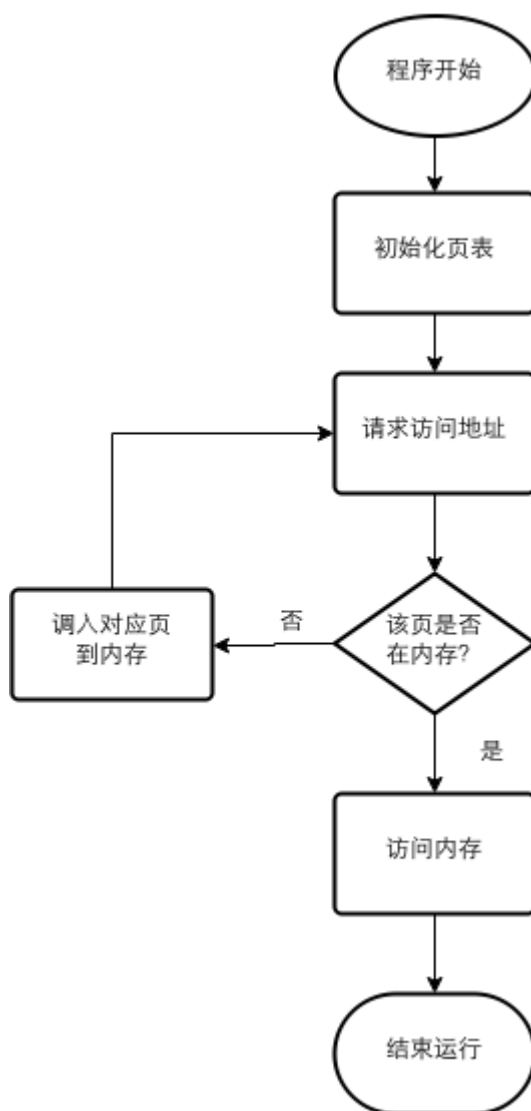 程序开始
初始化页表
请求访问地址
该页是否
在内存?
否
调入对应页
到内存
是
访问内存
结束运行